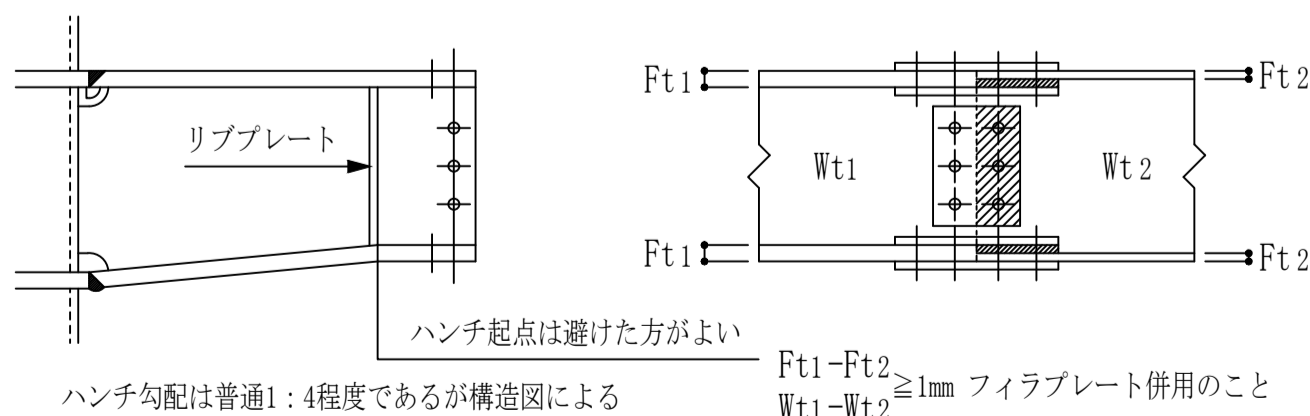 リブプレート
ハンチ起点は避けた方がよい
ハンチ勾配は普通1：4程度であるが構造図による
Ft1
Ft2
Wt1
Wt2
Ft1
Ft2
Ft1-Ft2
Wt1-Wt2
≧1mm フィラプレート併用のこと